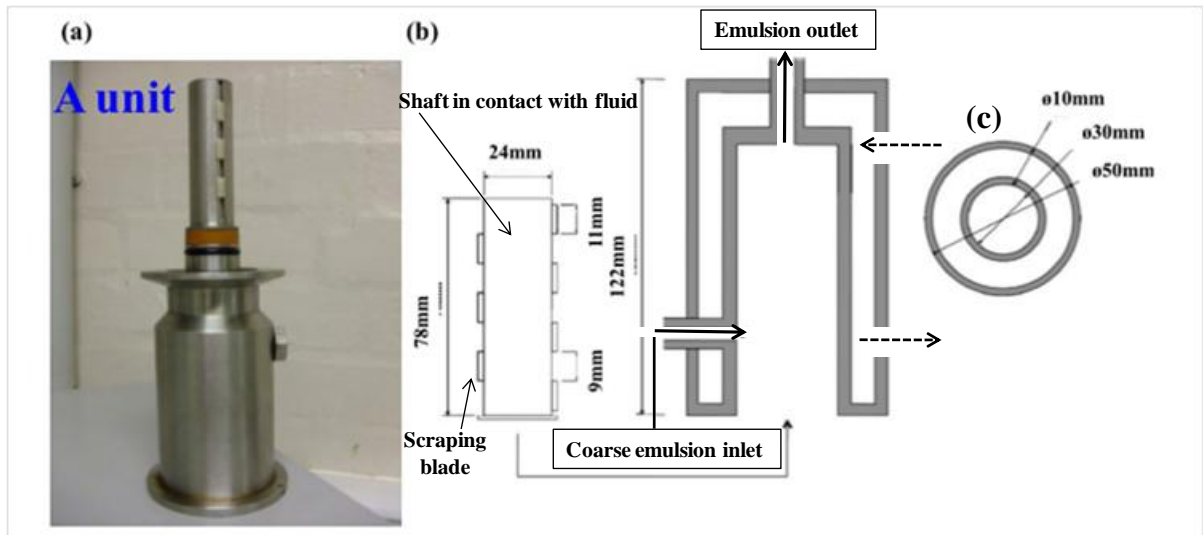 (a)
A unit
(b)
Emulsion outlet
Shaft in contact with fluid
24mm
11mm
78mm
9mm
122mm
Scraping
blade
Coarse emulsion inlet
(c)
ø10mm
ø30mm
ø50mm